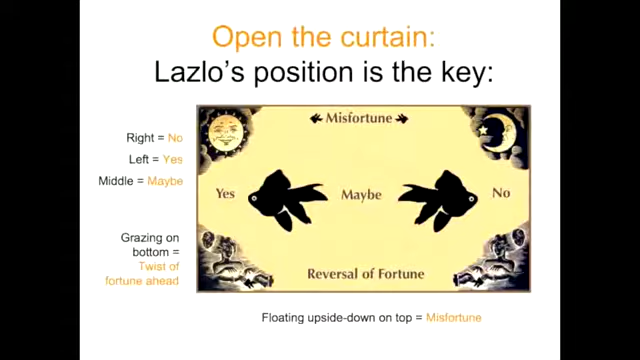 Open the curtain:
Lazlo's position is the key:
Right = No
Left = Yes
Middle = Maybe
Grazing on
bottom =
Twist of
fortune ahead
Misfortune
Yes
Maybe
No
Reversal of Fortune
Floating upside-down on top = Misfortune